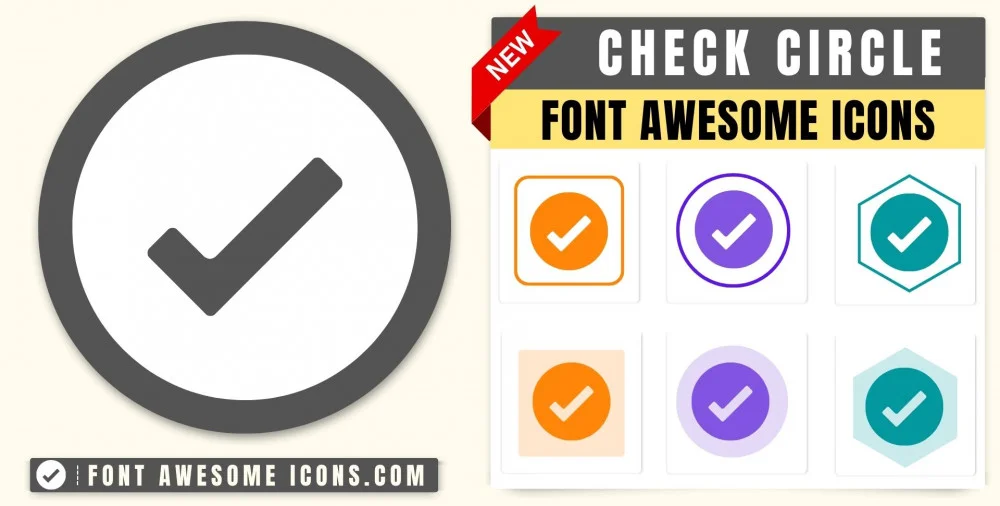 NEW
CHECK CIRCLE
FONT AWESOME ICONS
FONT AWESOME ICONS.COM